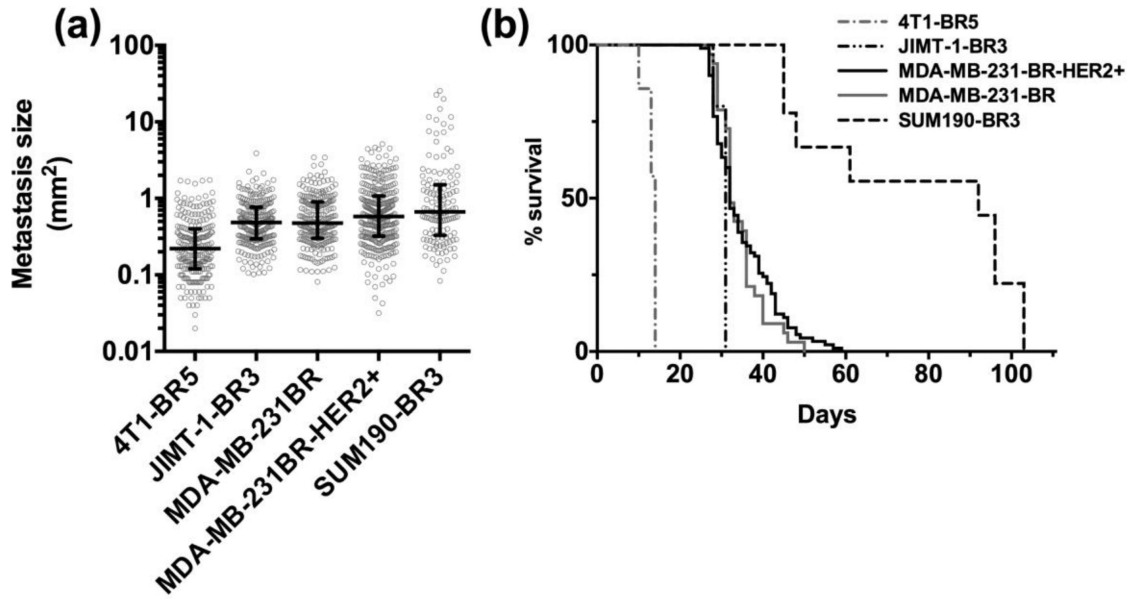 (a)
Metastasis size
(mm²)
100
10
1
0.1
0.01
4T1-BR5
JIMT-1-BR3
MDA-MB-231BR
MDA-MB-231BR-HER2+
SUM190-BR3
(b)
4T1-BR5
JIMT-1-BR3
MDA-MB-231-BR-HER2+
MDA-MB-231-BR
SUM190-BR3
% survival
100
50
0
0 20 40 60 80 100
Days